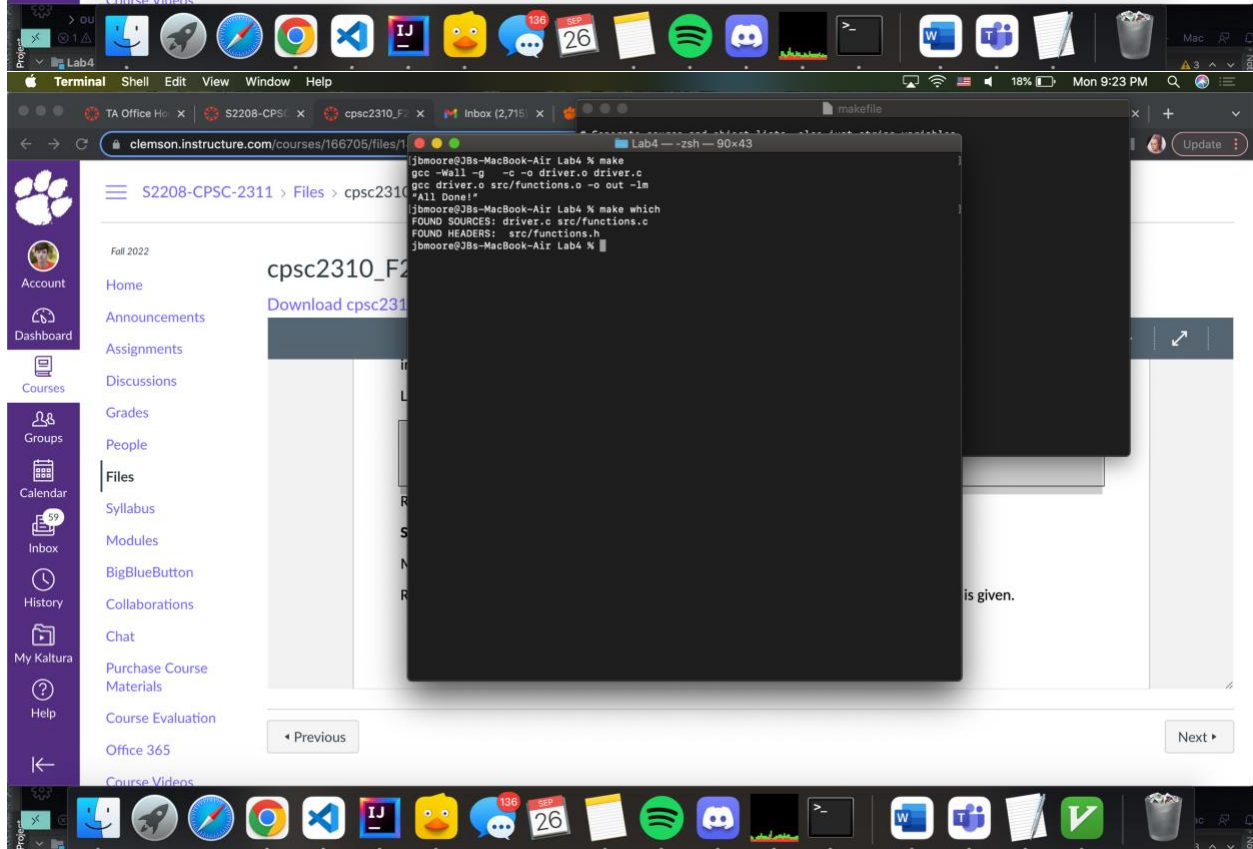 Course Videos
136
SEP
26
Mac
Project
Lab4
3
Terminal Shell Edit View Window Help
18%
Mon 9:23 PM
TA Office Ho
S2208-CPSC
cpsc2310_F2
Inbox (2,715)
makefile
clemson.instructure.com/courses/166705/files/1
Update
Lab4 — -zsh — 90×43
[jbmoore@JBs-MacBook-Air Lab4 % make ]
gcc -Wall -g -c -o driver.o driver.c
gcc driver.o src/functions.o -o out -lm
"All Done!"
[jbmoore@JBs-MacBook-Air Lab4 % make which ]
FOUND SOURCES: driver.c src/functions.c
FOUND HEADERS: src/functions.h
jbmoore@JBs-MacBook-Air Lab4 %
S2208-CPSC-2311 > Files > cpsc2310
Fall 2022
cpsc2310_F2
Download cpsc231
Account
Dashboard
Courses
Groups
Calendar
59
Inbox
History
My Kaltura
Help
Home
Announcements
Assignments
Discussions
Grades
People
Files
Syllabus
Modules
BigBlueButton
Collaborations
Chat
Purchase Course
Materials
Course Evaluation
Office 365
Course Videos
is given.
Previous
Next
136
SEP
26